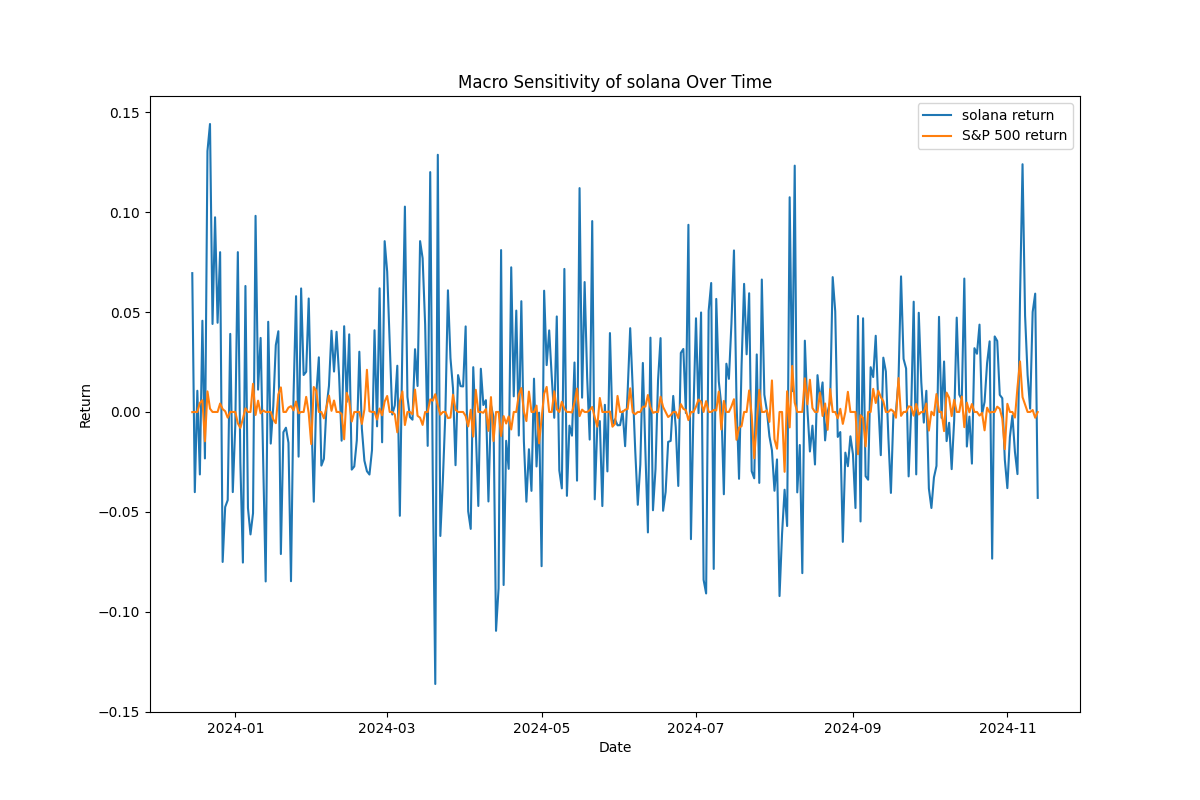 Macro Sensitivity of solana Over Time
solana return
S&P 500 return
0.15
0.10
0.05
0.00
−0.05
−0.10
−0.15
Return
2024-01
2024-03
2024-05
2024-07
2024-09
2024-11
Date